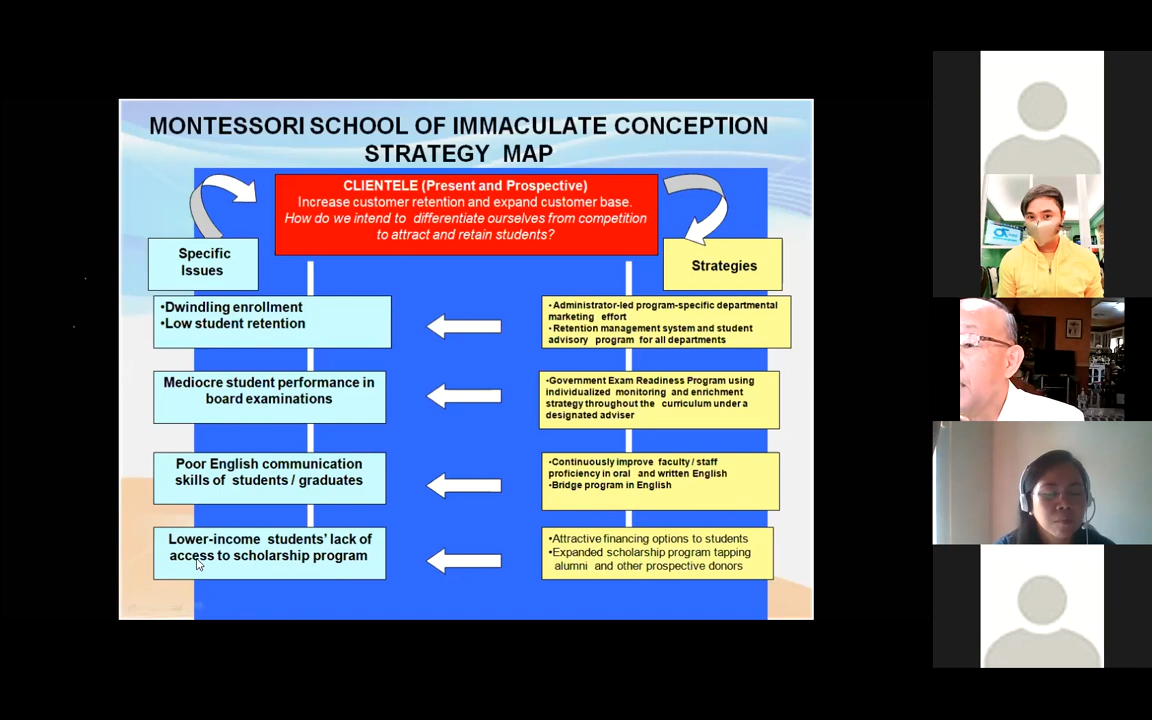 MONTESSORI SCHOOL OF IMMACULATE CONCEPTION
STRATEGY MAP
CLIENTELE (Present and Prospective)
Increase customer retention and expand customer base.
How do we intend to differentiate ourselves from competition
to attract and retain students?
Specific
Issues
Strategies
•Dwindling enrollment
•Low student retention
• Administrator-led program-specific departmental
marketing effort
• Retention management system and student
advisory program for all departments
Mediocre student performance in
board examinations
•Government Exam Readiness Program using
individualized monitoring and enrichment
strategy throughout the curriculum under a
designated adviser
Poor English communication
skills of students / graduates
•Continuously improve faculty / staff
proficiency in oral and written English
•Bridge program in English
Lower-income students' lack of
access to scholarship program
•Attractive financing options to students
•Expanded scholarship program tapping
alumni and other prospective donors